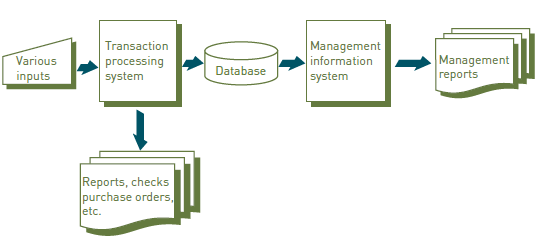 Various
inputs
Transaction
processing
system
Database
Management
information
system
Management
reports
Reports, checks
purchase orders,
etc.